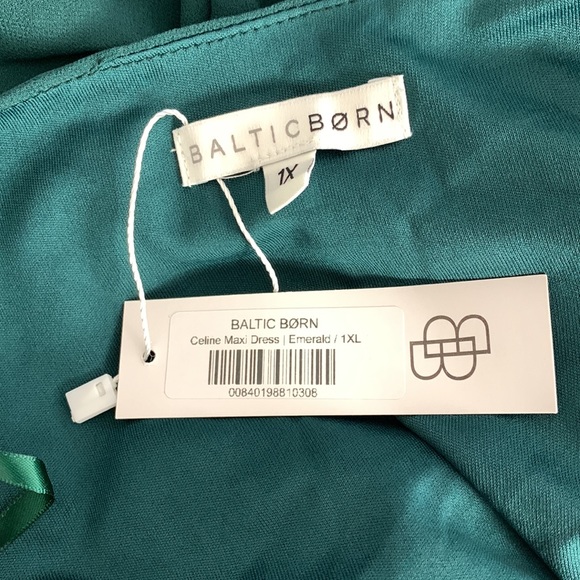 BALTICBØRN
1X
BALTIC BØRN
Celine Maxi Dress | Emerald / 1XL
00840198810308